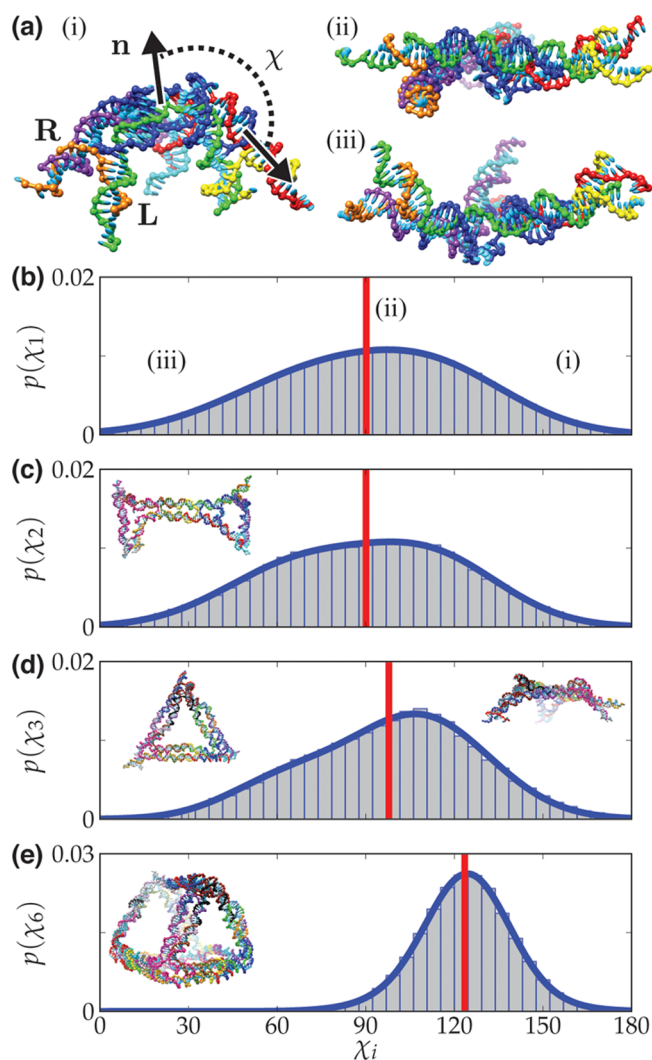 (a) (i) n χ (ii)
R L (iii)
(b) 0.02
p(χ1) (iii) (ii) (i)
0
(c) 0.02
p(χ2)
0
(d) 0.02
p(χ3)
0
(e) 0.03
p(χ6)
0
0 30 60 90 120 150 180
χi